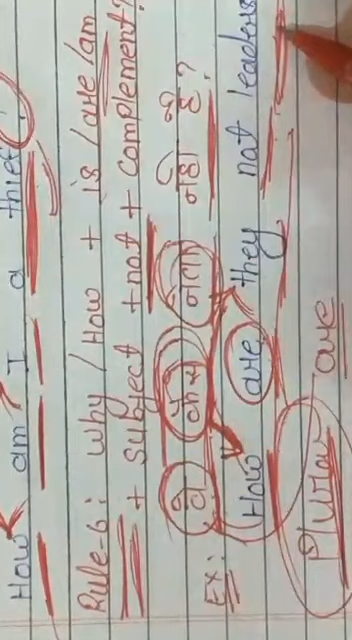 How am I a thief?
Rule-6: Why / How + is / are / am
+ subject + not + complement?
वे कैसे नेता नहीं हैं?
Ex: How are they not leaders
Plural are